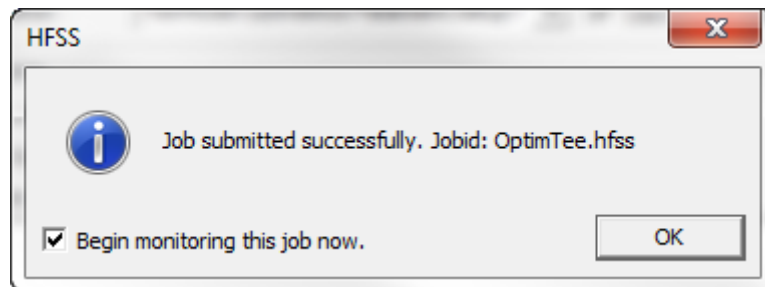 HFSS
Job submitted successfully. Jobid: OptimTee.hfss
Begin monitoring this job now.
OK